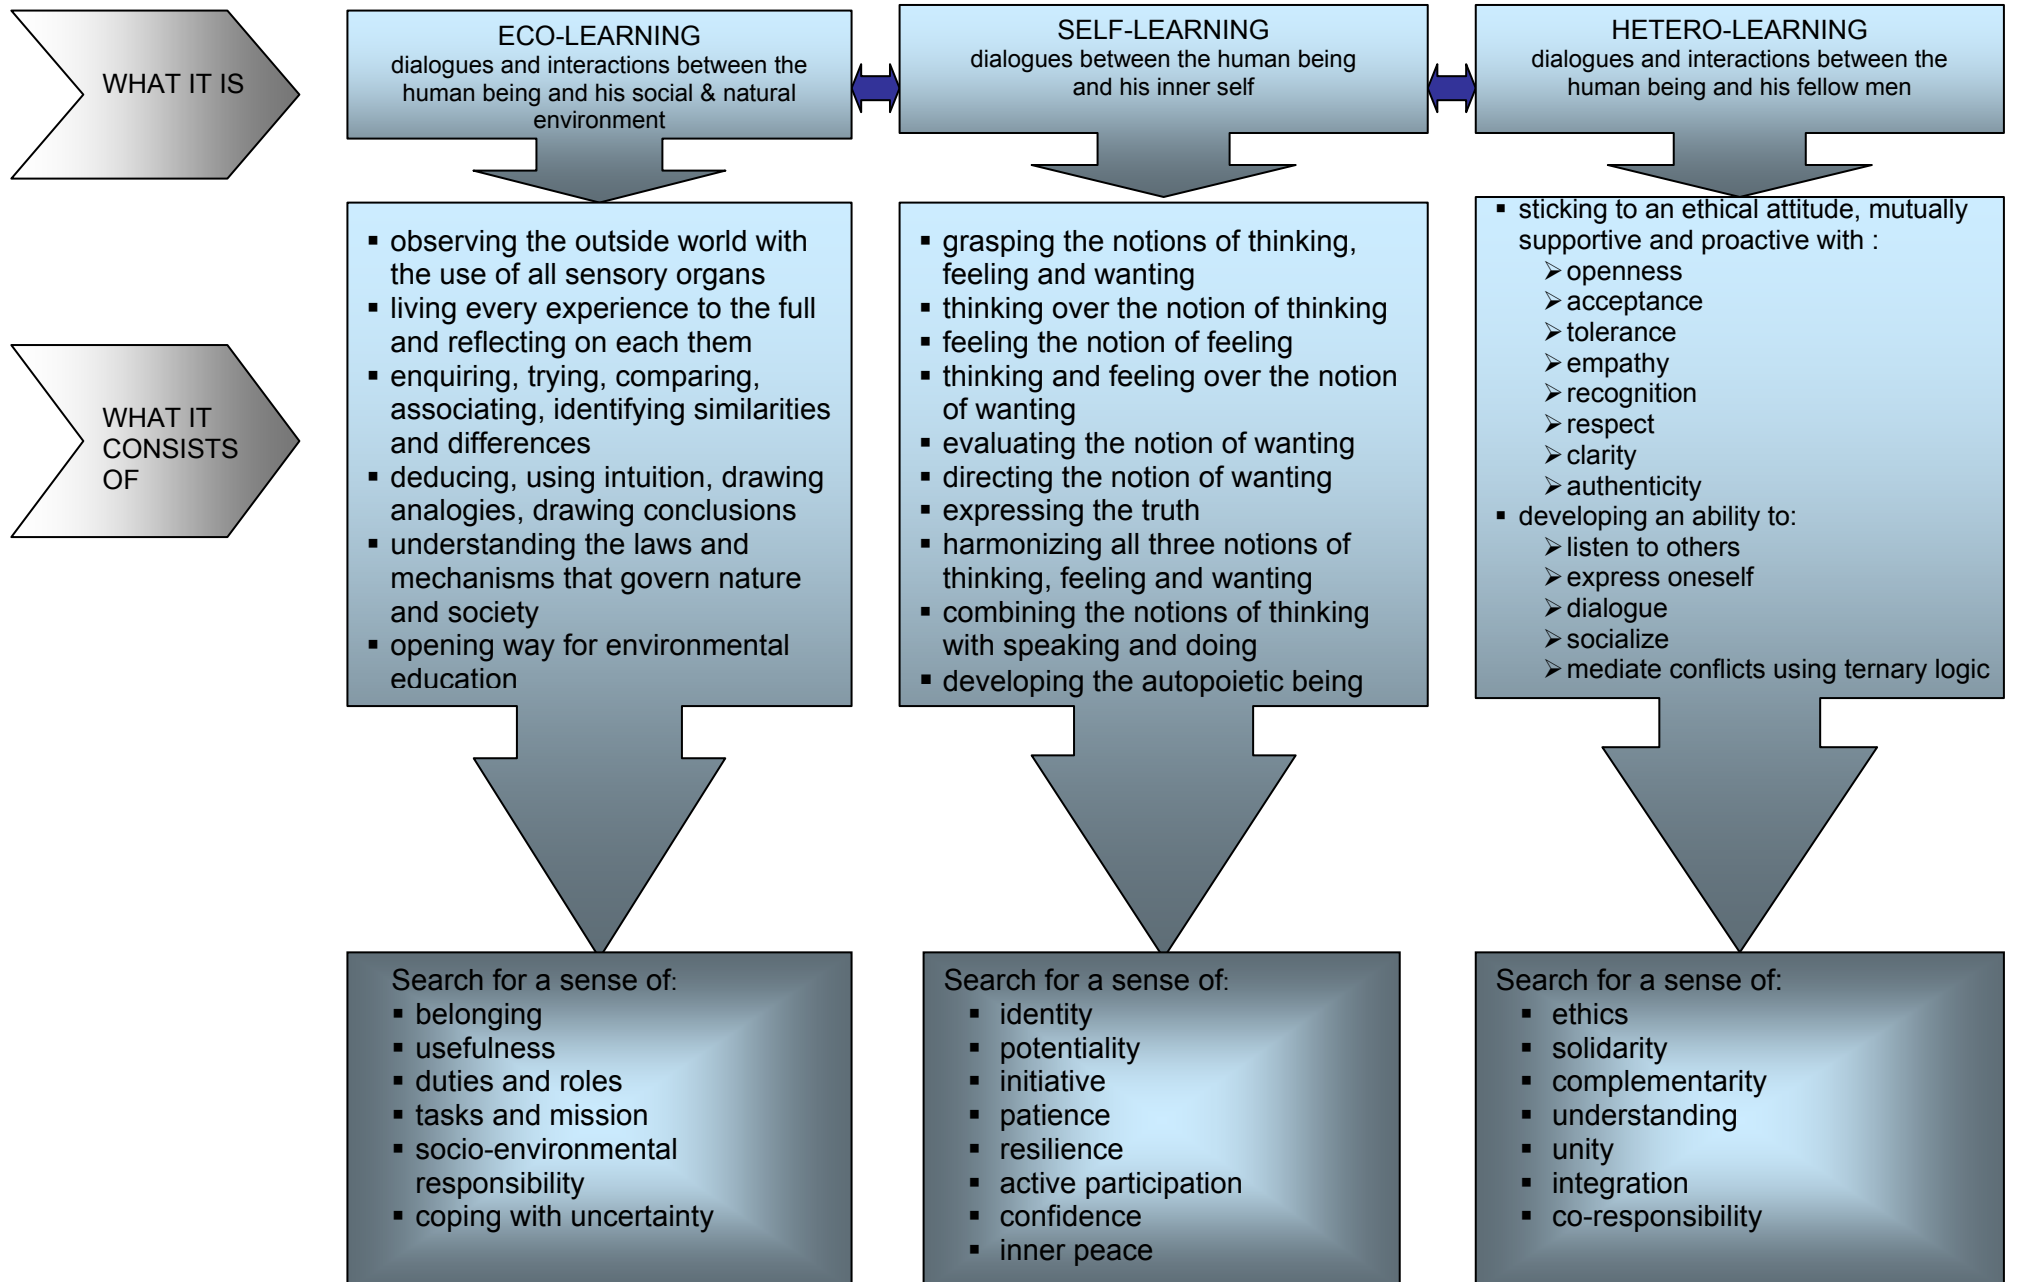 WHAT IT IS
ECO-LEARNING
dialogues and interactions between the
human being and his social & natural
environment
SELF-LEARNING
dialogues between the human being
and his inner self
HETERO-LEARNING
dialogues and interactions between the
human being and his fellow men
WHAT IT
CONSISTS
OF
▪ observing the outside world with
the use of all sensory organs
▪ living every experience to the full
and reflecting on each them
▪ enquiring, trying, comparing,
associating, identifying similarities
and differences
▪ deducing, using intuition, drawing
analogies, drawing conclusions
▪ understanding the laws and
mechanisms that govern nature
and society
▪ opening way for environmental
education
▪ grasping the notions of thinking,
feeling and wanting
▪ thinking over the notion of thinking
▪ feeling the notion of feeling
▪ thinking and feeling over the notion
of wanting
▪ evaluating the notion of wanting
▪ directing the notion of wanting
▪ expressing the truth
▪ harmonizing all three notions of
thinking, feeling and wanting
▪ combining the notions of thinking
with speaking and doing
▪ developing the autopoietic being
▪ sticking to an ethical attitude, mutually
supportive and proactive with :
➢ openness
➢ acceptance
➢ tolerance
➢ empathy
➢ recognition
➢ respect
➢ clarity
➢ authenticity
▪ developing an ability to:
➢ listen to others
➢ express oneself
➢ dialogue
➢ socialize
➢ mediate conflicts using ternary logic
Search for a sense of:
▪ belonging
▪ usefulness
▪ duties and roles
▪ tasks and mission
▪ socio-environmental
responsibility
▪ coping with uncertainty
Search for a sense of:
▪ identity
▪ potentiality
▪ initiative
▪ patience
▪ resilience
▪ active participation
▪ confidence
▪ inner peace
Search for a sense of:
▪ ethics
▪ solidarity
▪ complementarity
▪ understanding
▪ unity
▪ integration
▪ co-responsibility